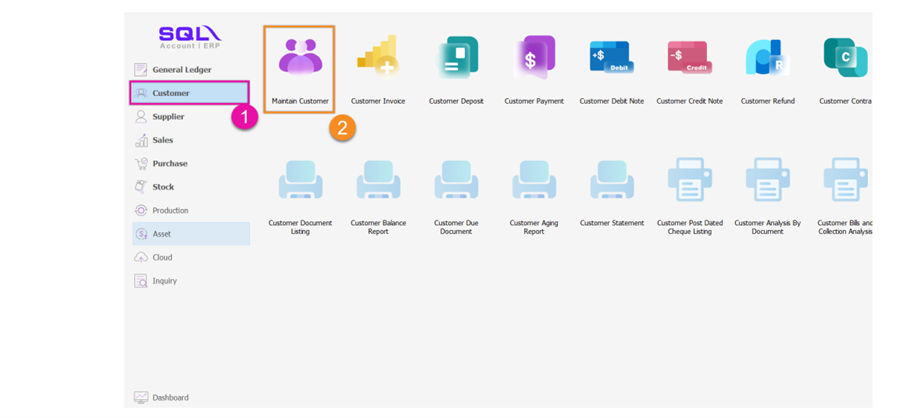 SQL
Account | ERP
General Ledger
Customer
1
Supplier
Sales
Purchase
Stock
Production
Asset
Cloud
Inquiry
Dashboard
Maintain Customer
2
Customer Invoice
Customer Deposit
$
Customer Payment
+$
Debit
Customer Debit Note
-$
Credit
Customer Credit Note
R
Customer Refund
C
Customer Contra
Customer Document
Listing
Customer Balance
Report
Customer Due
Document
Customer Aging
Report
Customer Statement
Customer Post Dated
Cheque Listing
Customer Analysis By
Document
Customer Bills and
Collection Analysis